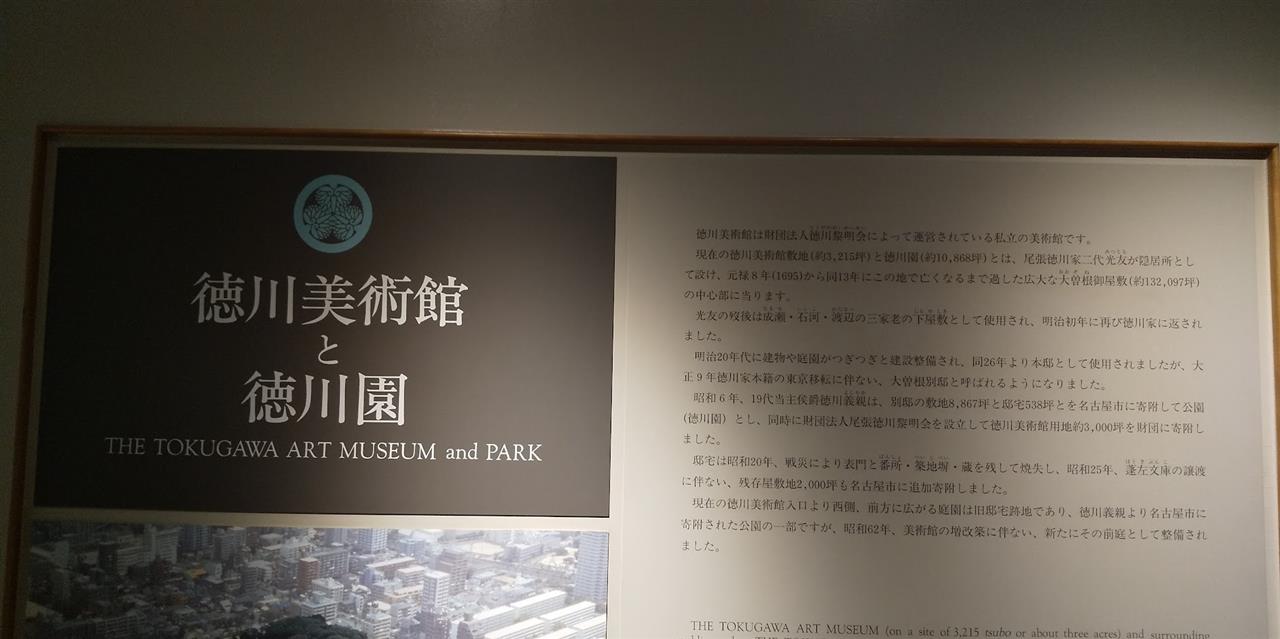 徳川美術館
と
徳川園
THE TOKUGAWA ART MUSEUM and PARK
徳川美術館は財団法人徳川黎明会によって運営されている私立の美術館です。
現在の徳川美術館敷地(約3,215坪)と徳川園(約10,868坪)とは、尾張徳川家二代光友が隠居所とし
て設け、元禄8年(1695)から同13年にこの地で亡くなるまで過した広大な大曽根御屋敷(約132,097坪)
の中心部に当ります。
光友の歿後は成瀬・石河・渡辺の三家老の下屋敷として使用され、明治初年に再び徳川家に返され
ました。
明治20年代に建物や庭園がつぎつぎと建設整備され、同26年より本邸として使用されましたが、大
正9年徳川家本籍の東京移転に伴ない、大曽根別邸と呼ばれるようになりました。
昭和6年、19代当主侯爵徳川義親は、別邸の敷地8,867坪と邸宅538坪とを名古屋市に寄附して公園
(徳川園)とし、同時に財団法人尾張徳川黎明会を設立して徳川美術館用地約3,000坪を財団に寄附し
ました。
邸宅は昭和20年、戦災により表門と番所・築地塀・蔵を残して焼失し、昭和25年、蓬左文庫の譲渡
に伴ない、残存屋敷地2,000坪も名古屋市に追加寄附しました。
現在の徳川美術館入口より西側、前方に広がる庭園は旧邸宅跡地であり、徳川義親より名古屋市に
寄附された公園の一部ですが、昭和62年、美術館の増改築に伴ない、新たにその前庭として整備され
ました。
THE TOKUGAWA ART MUSEUM (on a site of 3,215 tsubo or about three acres) and surrounding